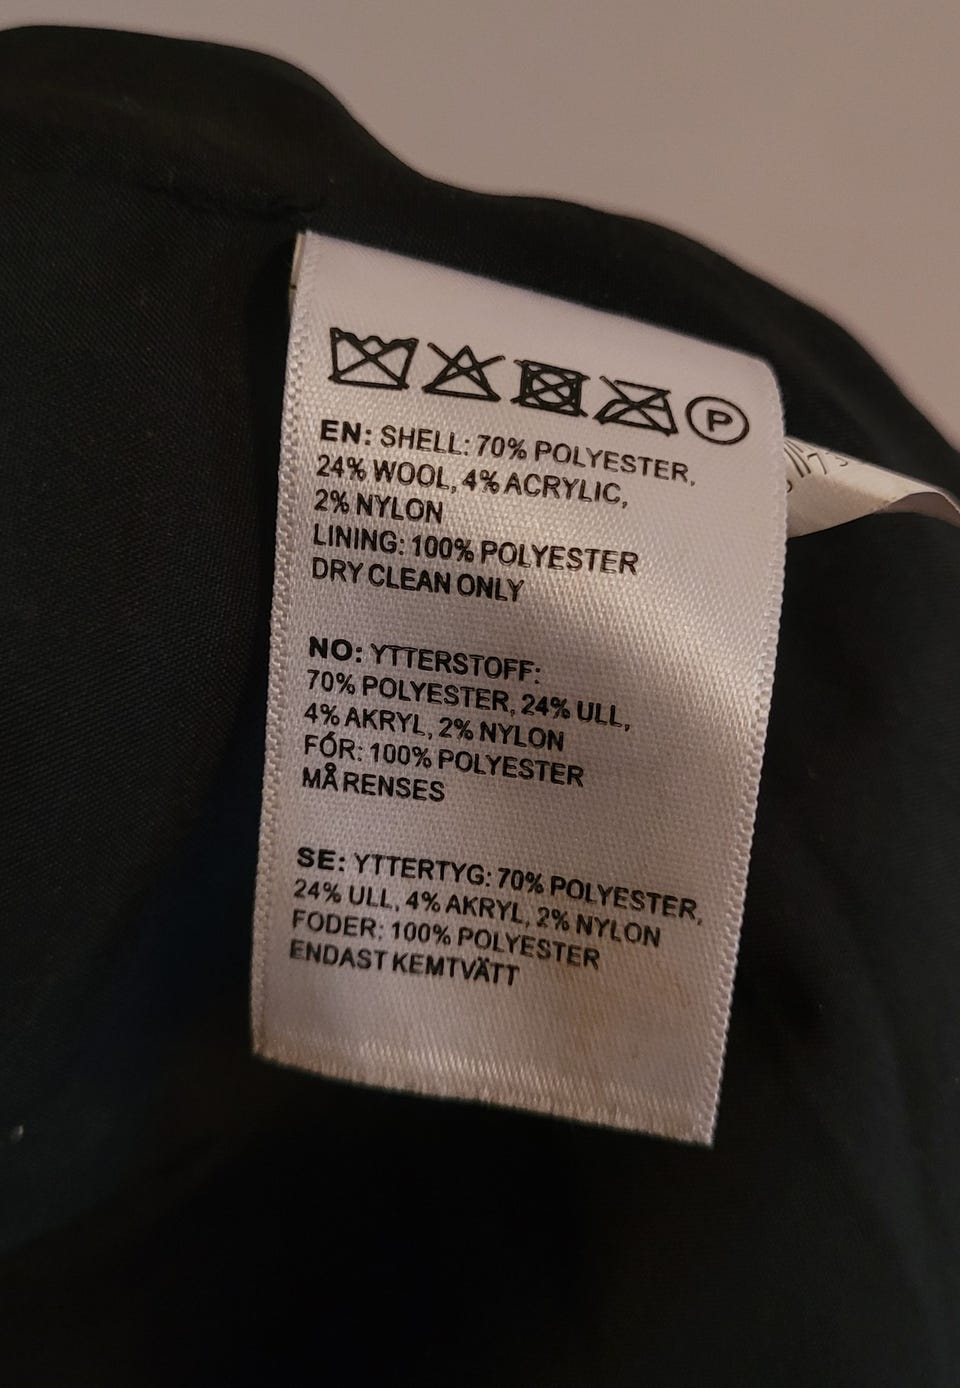 P
EN: SHELL: 70% POLYESTER,
24% WOOL, 4% ACRYLIC,
2% NYLON
LINING: 100% POLYESTER
DRY CLEAN ONLY
NO: YTTERSTOFF:
70% POLYESTER, 24% ULL,
4% AKRYL, 2% NYLON
FÓR: 100% POLYESTER
MÅ RENSES
SE: YTTERTYG: 70% POLYESTER,
24% ULL, 4% AKRYL, 2% NYLON
FODER: 100% POLYESTER
ENDAST KEMTVÄTT